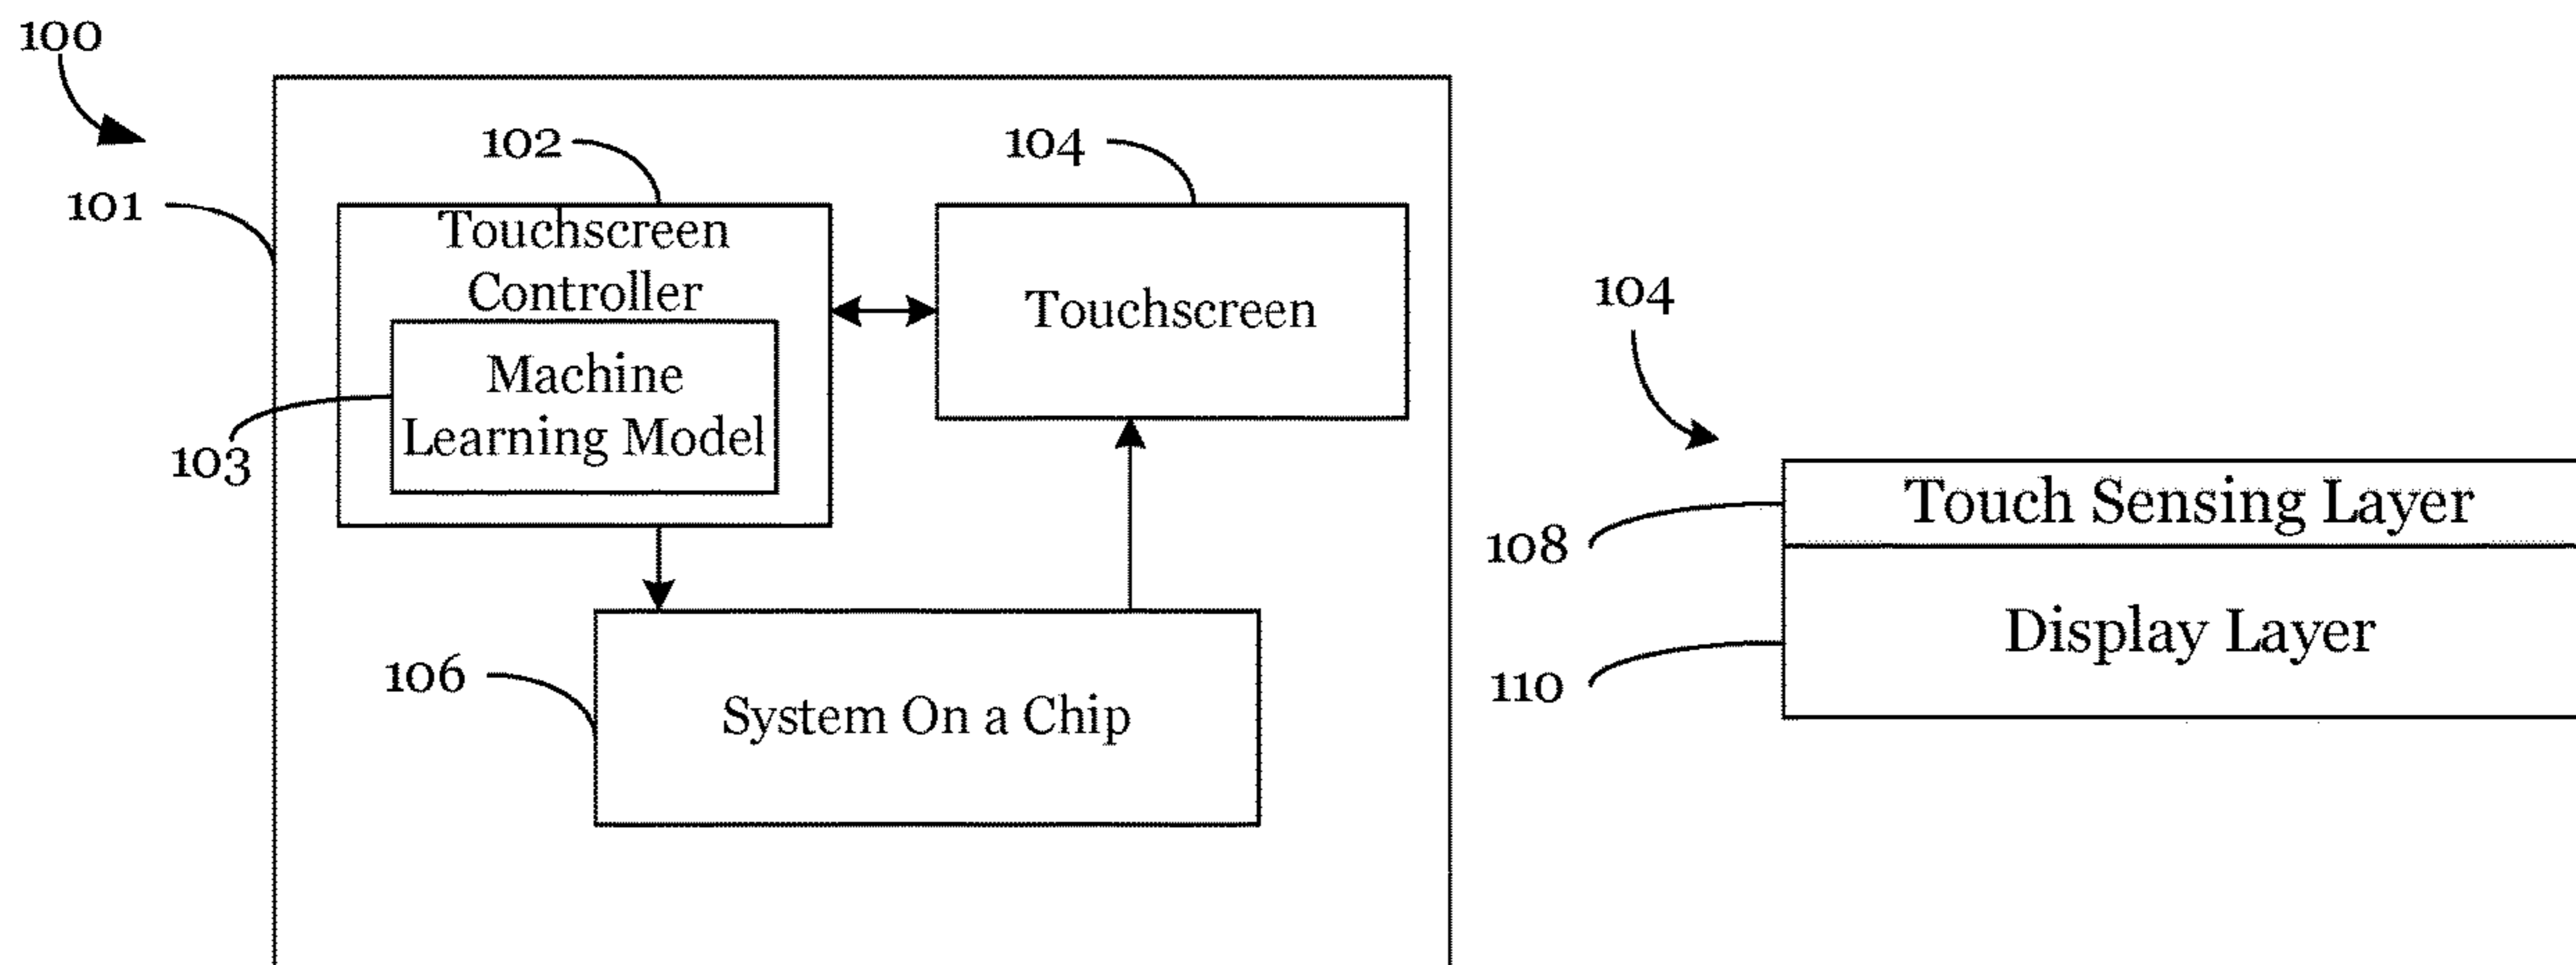 100
102
104
101
Touchscreen
Controller
Machine
Learning Model
103
Touchscreen
106
System On a Chip
104
108
Touch Sensing Layer
110
Display Layer